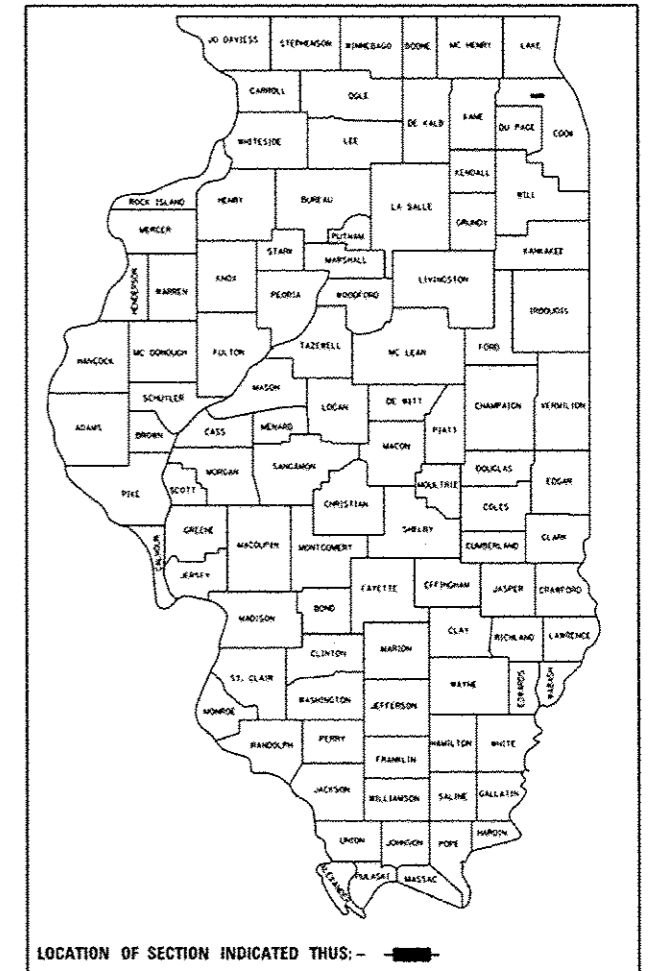 JO DAVIESS STEPHENSON WINNEBAGO BOONE MC HENRY LAKE
CARROLL OGLE DE KALB KANE DU PAGE COOK
WHITESIDE LEE
KENDALL WILL
ROCK ISLAND HENRY BUREAU LA SALLE GRUNDY
MERCER PUTNAM
STARK MARSHALL KANKAKEE
HENDERSON WARREN KNOX PEORIA WOODFORD LIVINGSTON IROQUOIS
HANCOCK MC DONOUGH FULTON TAZEWELL MC LEAN FORD
MASON
SCHUYLER LOGAN DE WITT CHAMPAIGN VERMILION
ADAMS BROWN CASS MENARD MACON PIATT
MORGAN SANGAMON DOUGLAS EDGAR
PIKE SCOTT CHRISTIAN MOULTRIE COLES
GREENE MACOUPIN MONTGOMERY SHELBY CUMBERLAND CLARK
CALHOUN JERSEY FAYETTE EFFINGHAM JASPER CRAWFORD
MADISON BOND
CLAY RICHLAND LAWRENCE
CLINTON MARION
ST. CLAIR WAYNE EDWARDS WABASH
MONROE WASHINGTON JEFFERSON
RANDOLPH PERRY HAMILTON WHITE
FRANKLIN
JACKSON WILLIAMSON SALINE GALLATIN
UNION JOHNSON POPE HARDIN
ALEXANDER PULASKI MASSAC
LOCATION OF SECTION INDICATED THUS: -